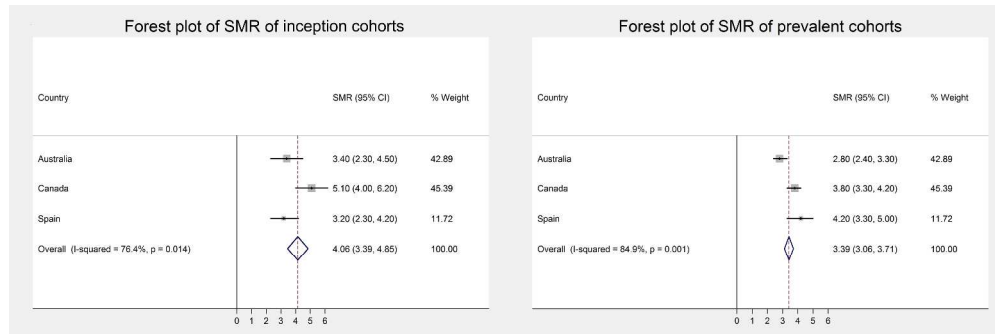 Forest plot of SMR of inception cohorts
Country SMR (95% CI) % Weight
Australia 3.40 (2.30, 4.50) 42.89
Canada 5.10 (4.00, 6.20) 45.39
Spain 3.20 (2.30, 4.20) 11.72
Overall (I-squared = 76.4%, p = 0.014) 4.06 (3.39, 4.85) 100.00
0 1 2 3 4 5 6
Forest plot of SMR of prevalent cohorts
Country SMR (95% CI) % Weight
Australia 2.80 (2.40, 3.30) 42.89
Canada 3.80 (3.30, 4.20) 45.39
Spain 4.20 (3.30, 5.00) 11.72
Overall (I-squared = 84.9%, p = 0.001) 3.39 (3.06, 3.71) 100.00
0 1 2 3 4 5 6